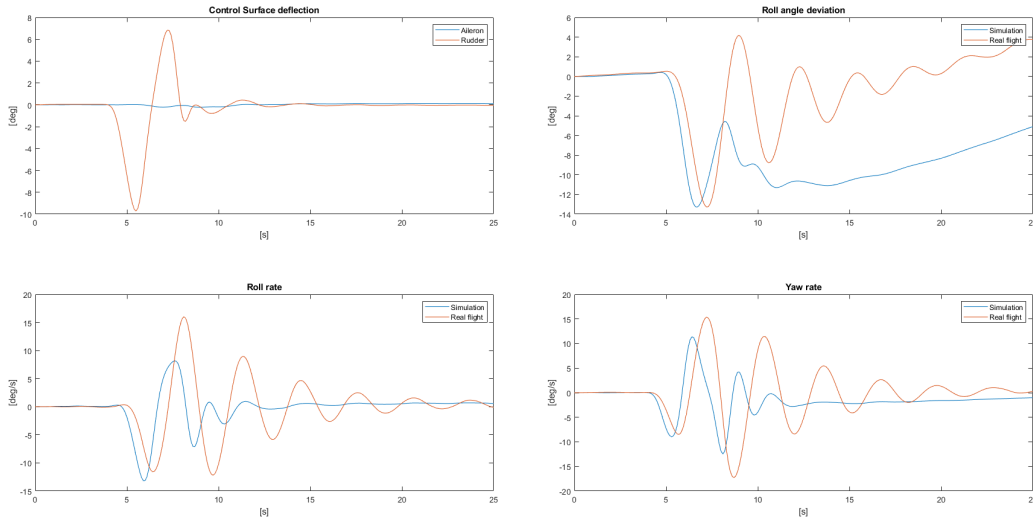 Control Surface deflection
8
6
4
2
0
-2
-4
-6
-8
-10
[deg]
0 5 10 15 20 25
[s]
Aileron
Rudder
Roll angle deviation
6
4
2
0
-2
-4
-6
-8
-10
-12
-14
[deg]
0 5 10 15 20 25
[s]
Simulation
Real flight
Roll rate
20
15
10
5
0
-5
-10
-15
[deg/s]
0 5 10 15 20 25
[s]
Simulation
Real flight
Yaw rate
20
15
10
5
0
-5
-10
-15
-20
[deg/s]
0 5 10 15 20 25
[s]
Simulation
Real flight